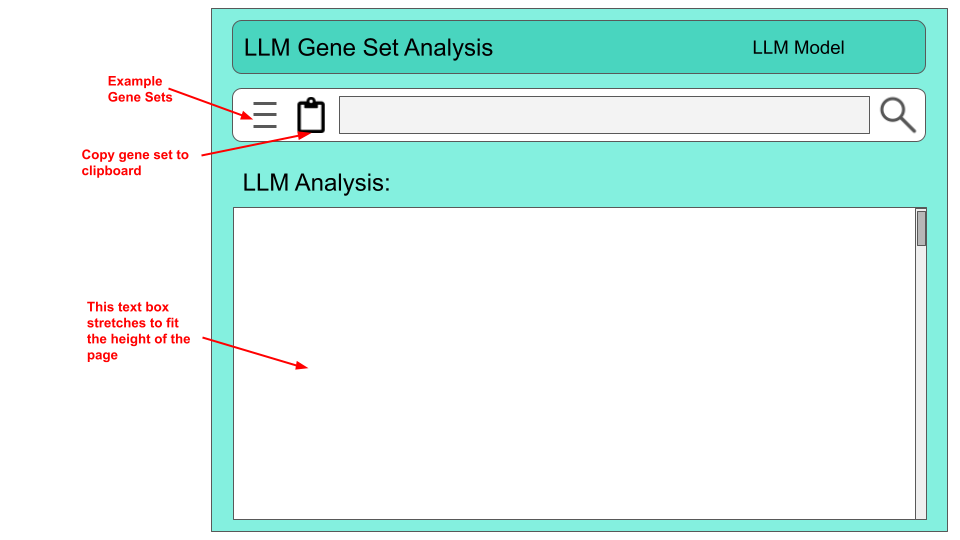 LLM Gene Set Analysis
LLM Model
Example
Gene Sets
Copy gene set to
clipboard
LLM Analysis:
This text box
stretches to fit
the height of the
page